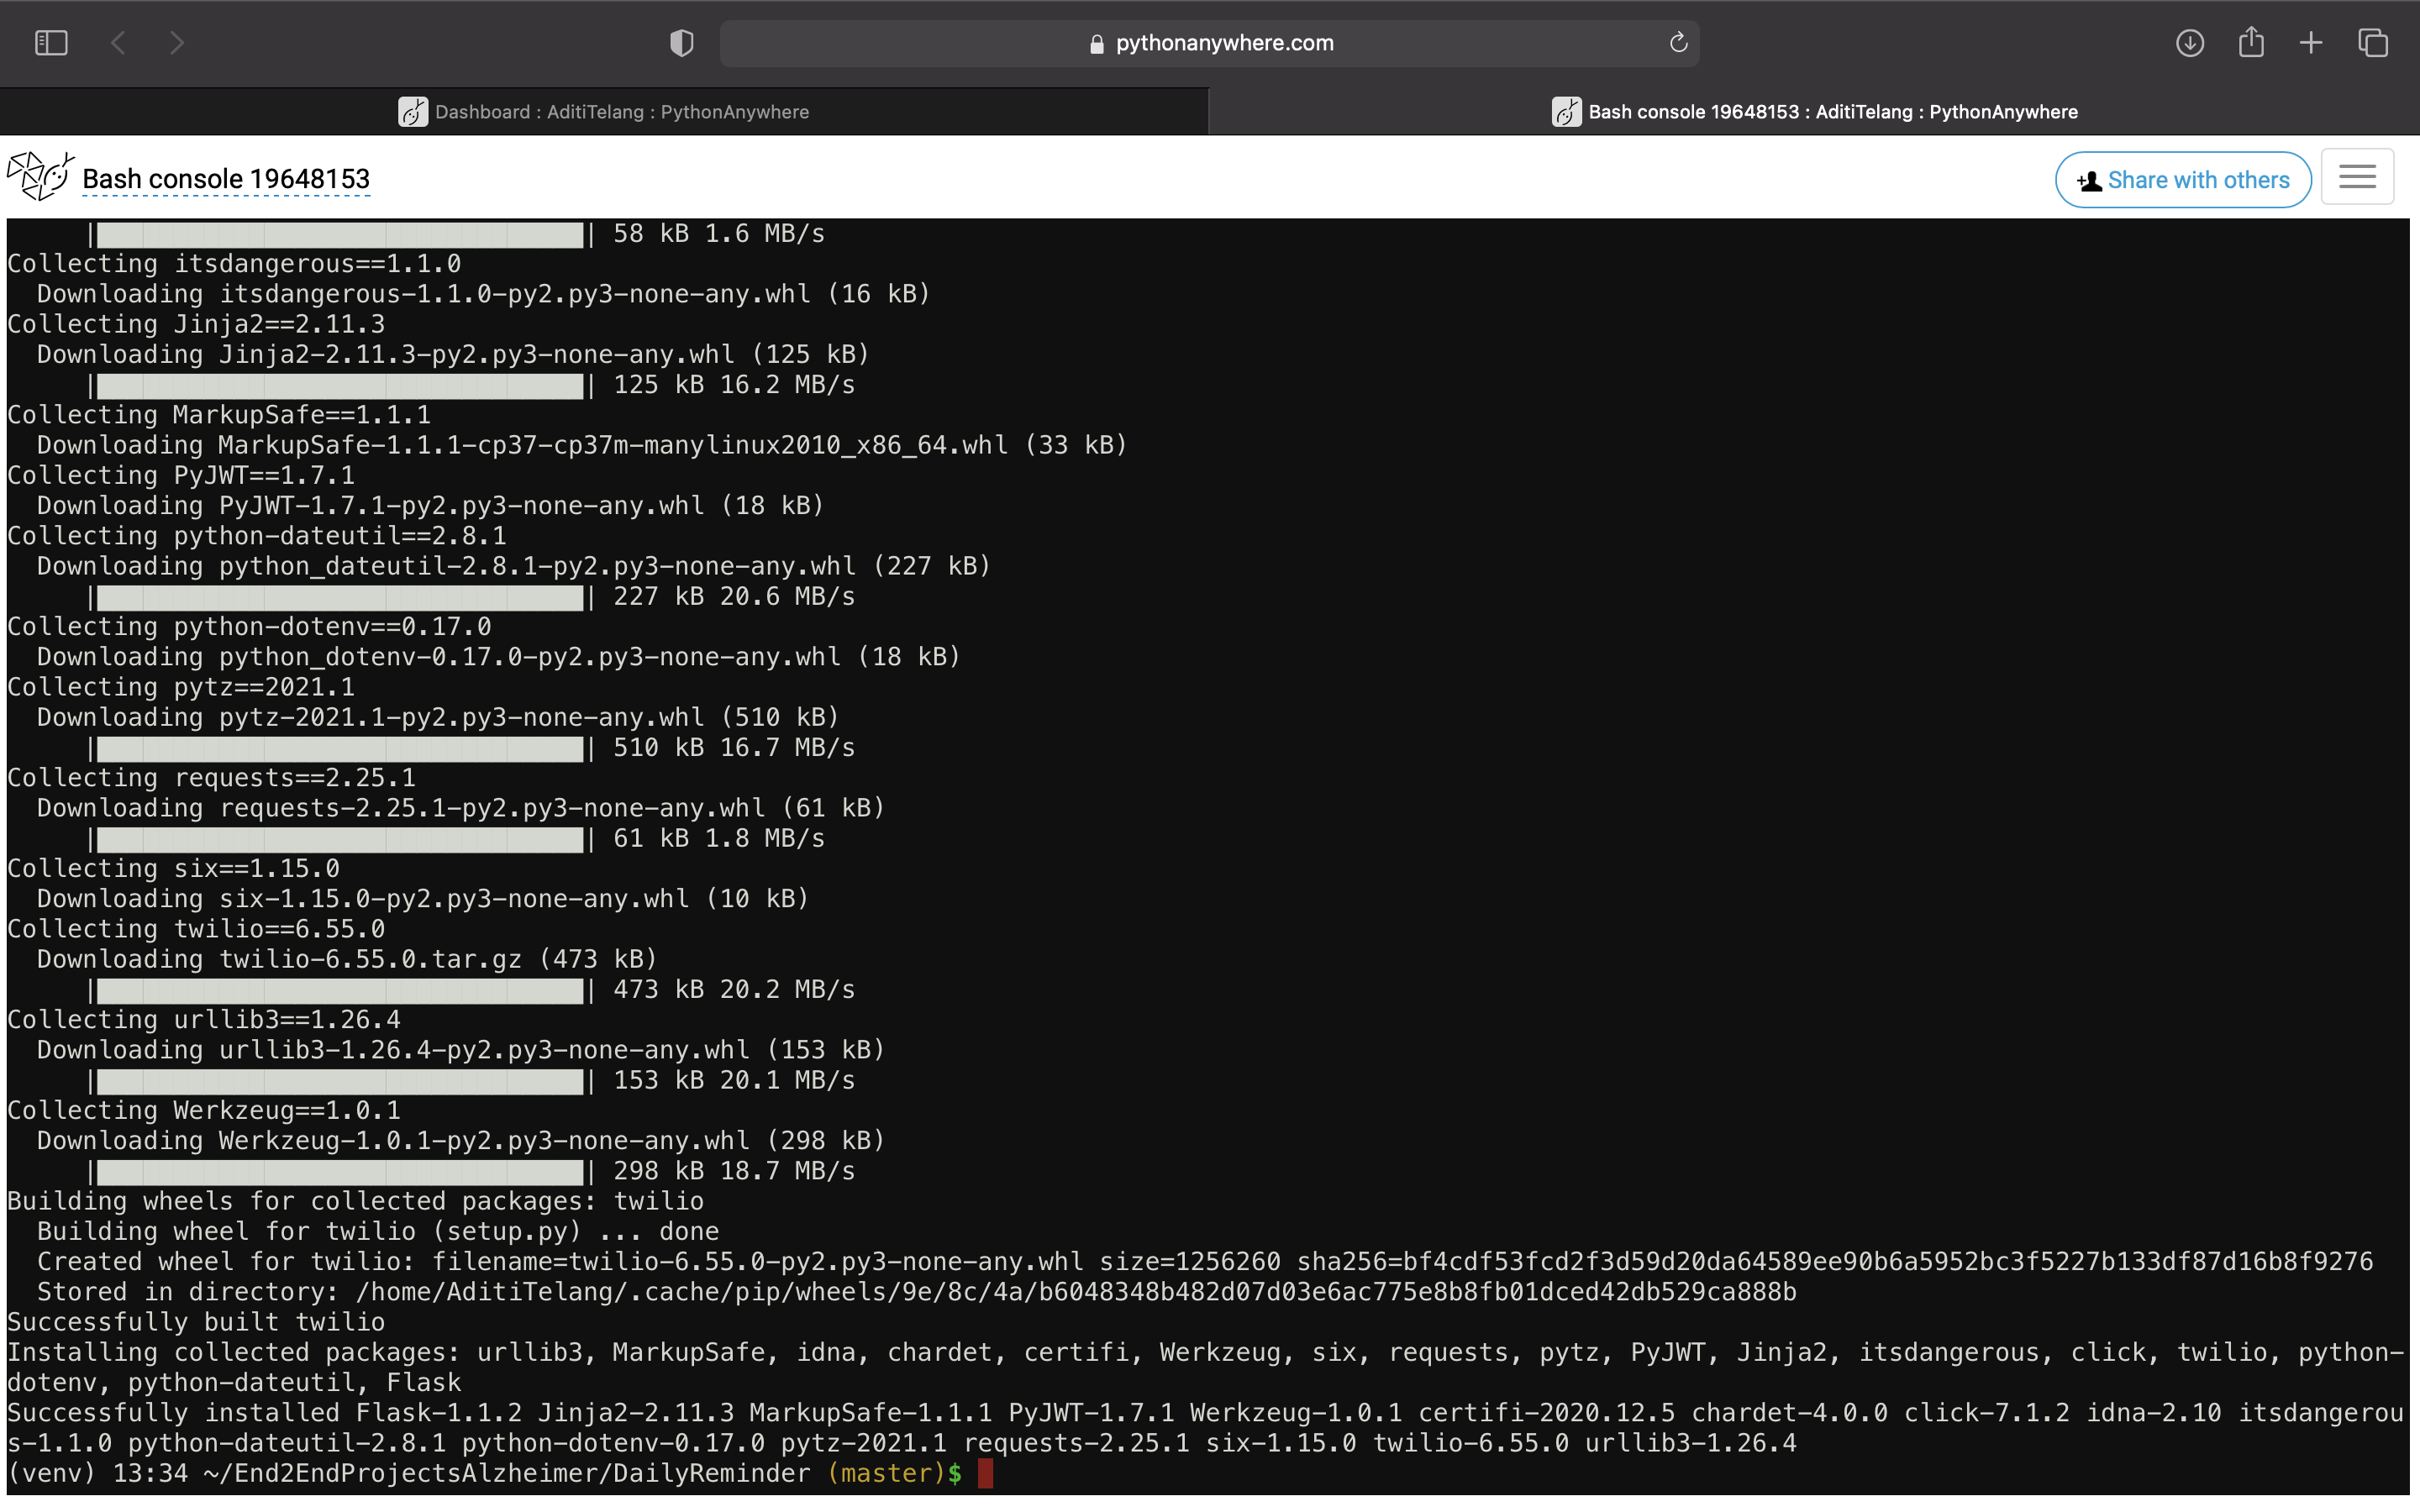 pythonanywhere.com
Dashboard : AditiTelang : PythonAnywhere
Bash console 19648153 : AditiTelang : PythonAnywhere
Bash console 19648153
Share with others
| 58 kB 1.6 MB/s
Collecting itsdangerous==1.1.0
Downloading itsdangerous-1.1.0-py2.py3-none-any.whl (16 kB)
Collecting Jinja2==2.11.3
Downloading Jinja2-2.11.3-py2.py3-none-any.whl (125 kB)
| 125 kB 16.2 MB/s
Collecting MarkupSafe==1.1.1
Downloading MarkupSafe-1.1.1-cp37-cp37m-manylinux2010_x86_64.whl (33 kB)
Collecting PyJWT==1.7.1
Downloading PyJWT-1.7.1-py2.py3-none-any.whl (18 kB)
Collecting python-dateutil==2.8.1
Downloading python_dateutil-2.8.1-py2.py3-none-any.whl (227 kB)
| 227 kB 20.6 MB/s
Collecting python-dotenv==0.17.0
Downloading python_dotenv-0.17.0-py2.py3-none-any.whl (18 kB)
Collecting pytz==2021.1
Downloading pytz-2021.1-py2.py3-none-any.whl (510 kB)
| 510 kB 16.7 MB/s
Collecting requests==2.25.1
Downloading requests-2.25.1-py2.py3-none-any.whl (61 kB)
| 61 kB 1.8 MB/s
Collecting six==1.15.0
Downloading six-1.15.0-py2.py3-none-any.whl (10 kB)
Collecting twilio==6.55.0
Downloading twilio-6.55.0.tar.gz (473 kB)
| 473 kB 20.2 MB/s
Collecting urllib3==1.26.4
Downloading urllib3-1.26.4-py2.py3-none-any.whl (153 kB)
| 153 kB 20.1 MB/s
Collecting Werkzeug==1.0.1
Downloading Werkzeug-1.0.1-py2.py3-none-any.whl (298 kB)
| 298 kB 18.7 MB/s
Building wheels for collected packages: twilio
Building wheel for twilio (setup.py) ... done
Created wheel for twilio: filename=twilio-6.55.0-py2.py3-none-any.whl size=1256260 sha256=bf4cdf53fcd2f3d59d20da64589ee90b6a5952bc3f5227b133df87d16b8f9276
Stored in directory: /home/AditiTelang/.cache/pip/wheels/9e/8c/4a/b6048348b482d07d03e6ac775e8b8fb01dced42db529ca888b
Successfully built twilio
Installing collected packages: urllib3, MarkupSafe, idna, chardet, certifi, Werkzeug, six, requests, pytz, PyJWT, Jinja2, itsdangerous, click, twilio, python-
dotenv, python-dateutil, Flask
Successfully installed Flask-1.1.2 Jinja2-2.11.3 MarkupSafe-1.1.1 PyJWT-1.7.1 Werkzeug-1.0.1 certifi-2020.12.5 chardet-4.0.0 click-7.1.2 idna-2.10 itsdangerou
s-1.1.0 python-dateutil-2.8.1 python-dotenv-0.17.0 pytz-2021.1 requests-2.25.1 six-1.15.0 twilio-6.55.0 urllib3-1.26.4
(venv) 13:34 ~/End2EndProjectsAlzheimer/DailyReminder (master)$